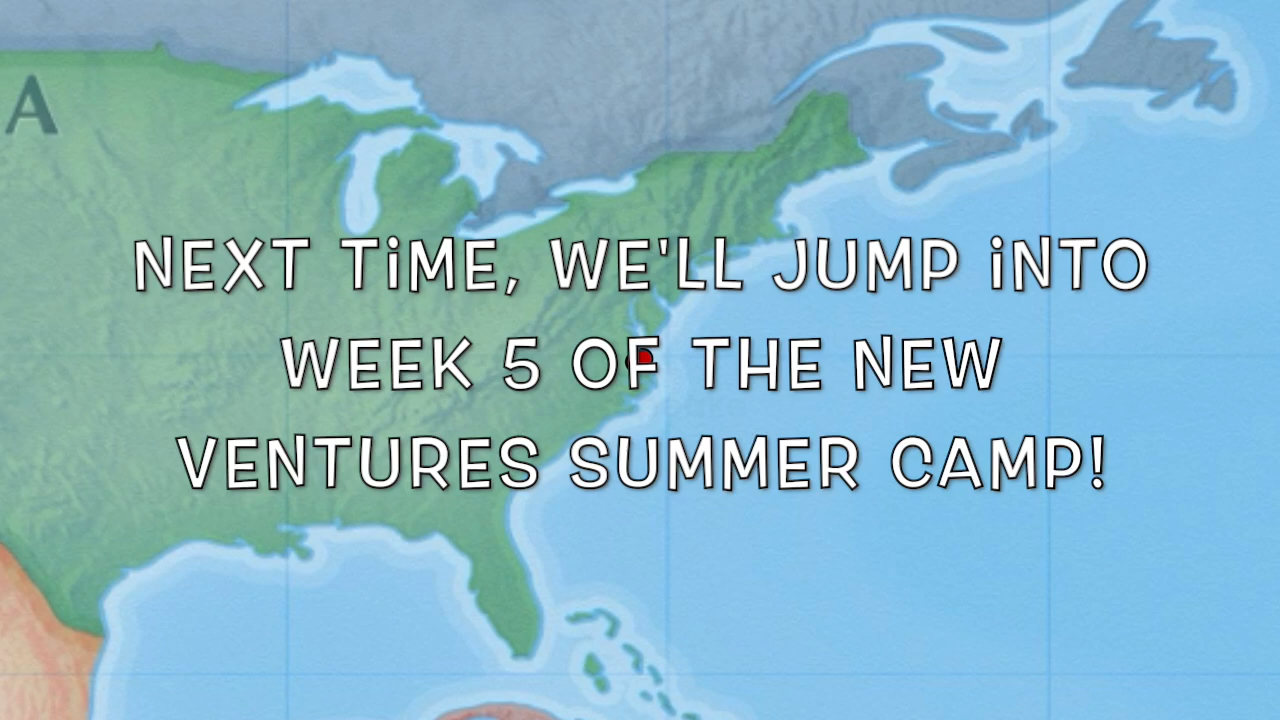 A
NEXT TiME, WE'LL JUMP iNTO
WEEK 5 OF THE NEW
VENTURES SUMMER CAMP!